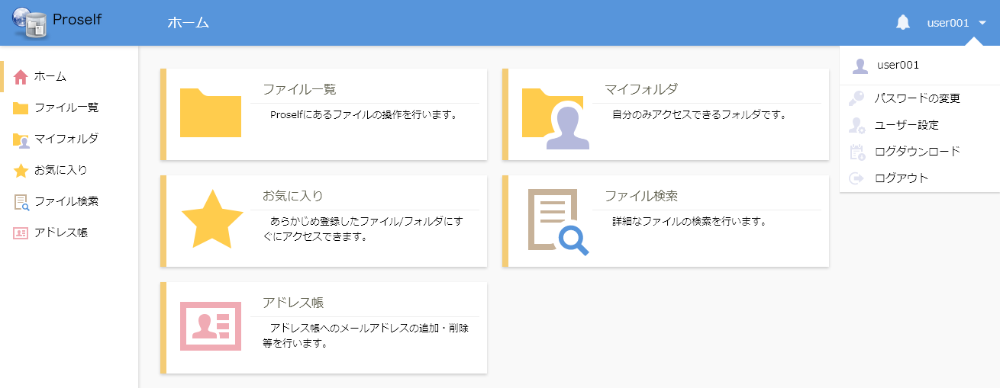 Proself
ホーム
user001
ホーム
ファイル一覧
マイフォルダ
お気に入り
ファイル検索
アドレス帳
ファイル一覧
Proselfにあるファイルの操作を行います。
マイフォルダ
自分のみアクセスできるフォルダです。
お気に入り
あらかじめ登録したファイル/フォルダにす
ぐにアクセスできます。
ファイル検索
詳細なファイルの検索を行います。
アドレス帳
アドレス帳へのメールアドレスの追加・削除
等を行います。
user001
パスワードの変更
ユーザー設定
ログダウンロード
ログアウト